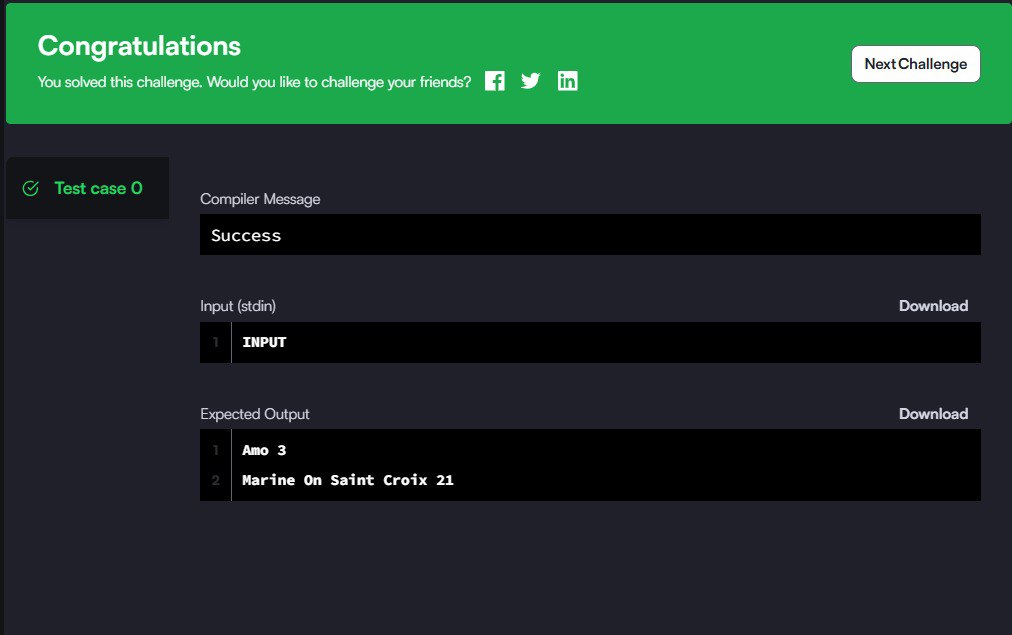 Congratulations
You solved this challenge. Would you like to challenge your friends?
Next Challenge
Test case 0
Compiler Message
Success
Input (stdin)
Download
1 INPUT
Expected Output
Download
1 Amo 3
2 Marine On Saint Croix 21